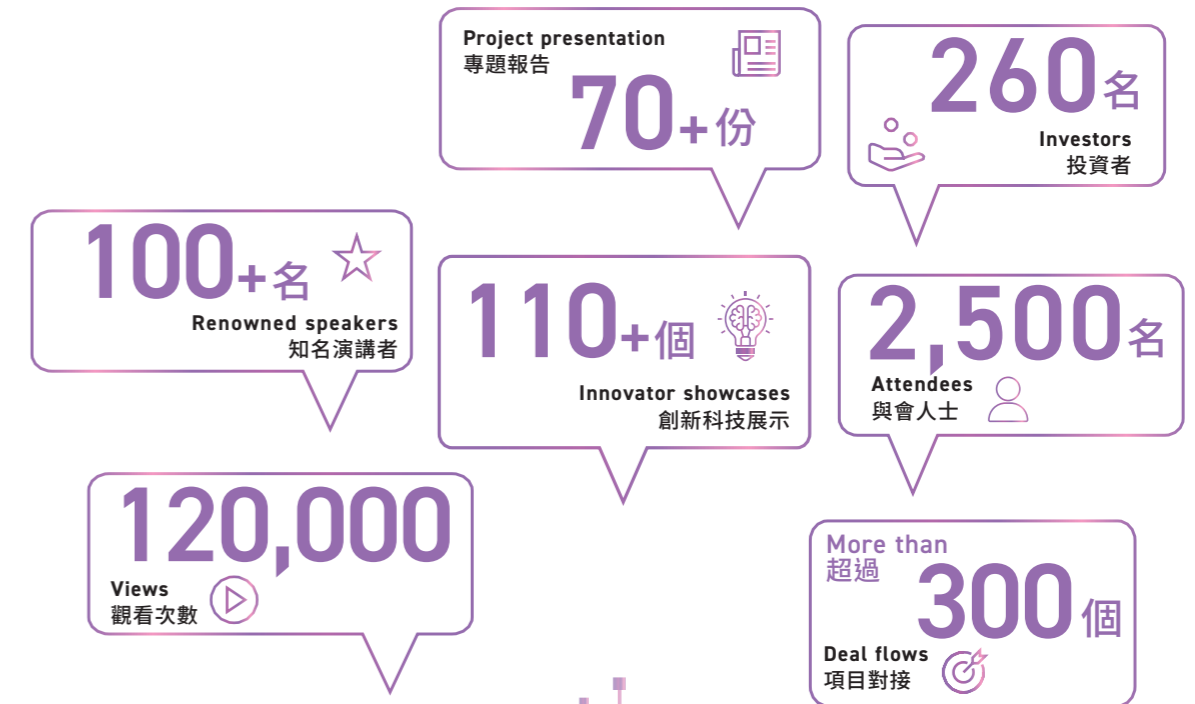 Project presentation
專題報告
70+份
260名
Investors
投資者
100+名
Renowned speakers
知名演講者
110+個
Innovator showcases
創新科技展示
2,500名
Attendees
與會人士
120,000
Views
觀看次數
More than
超過
300個
Deal flows
項目對接